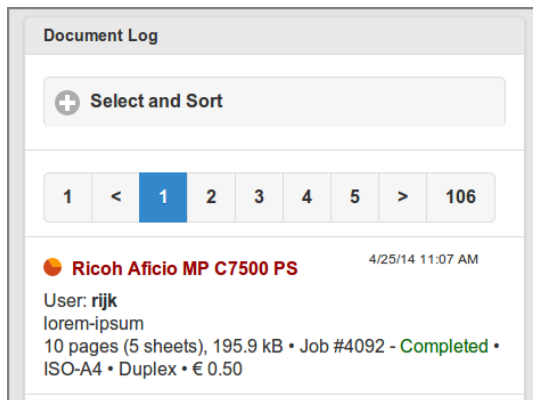 Document Log
Select and Sort
1 < 1 2 3 4 5 > 106
Ricoh Aficio MP C7500 PS 4/25/14 11:07 AM
User: rijk
lorem-ipsum
10 pages (5 sheets), 195.9 kB • Job #4092 - Completed •
ISO-A4 • Duplex • € 0.50